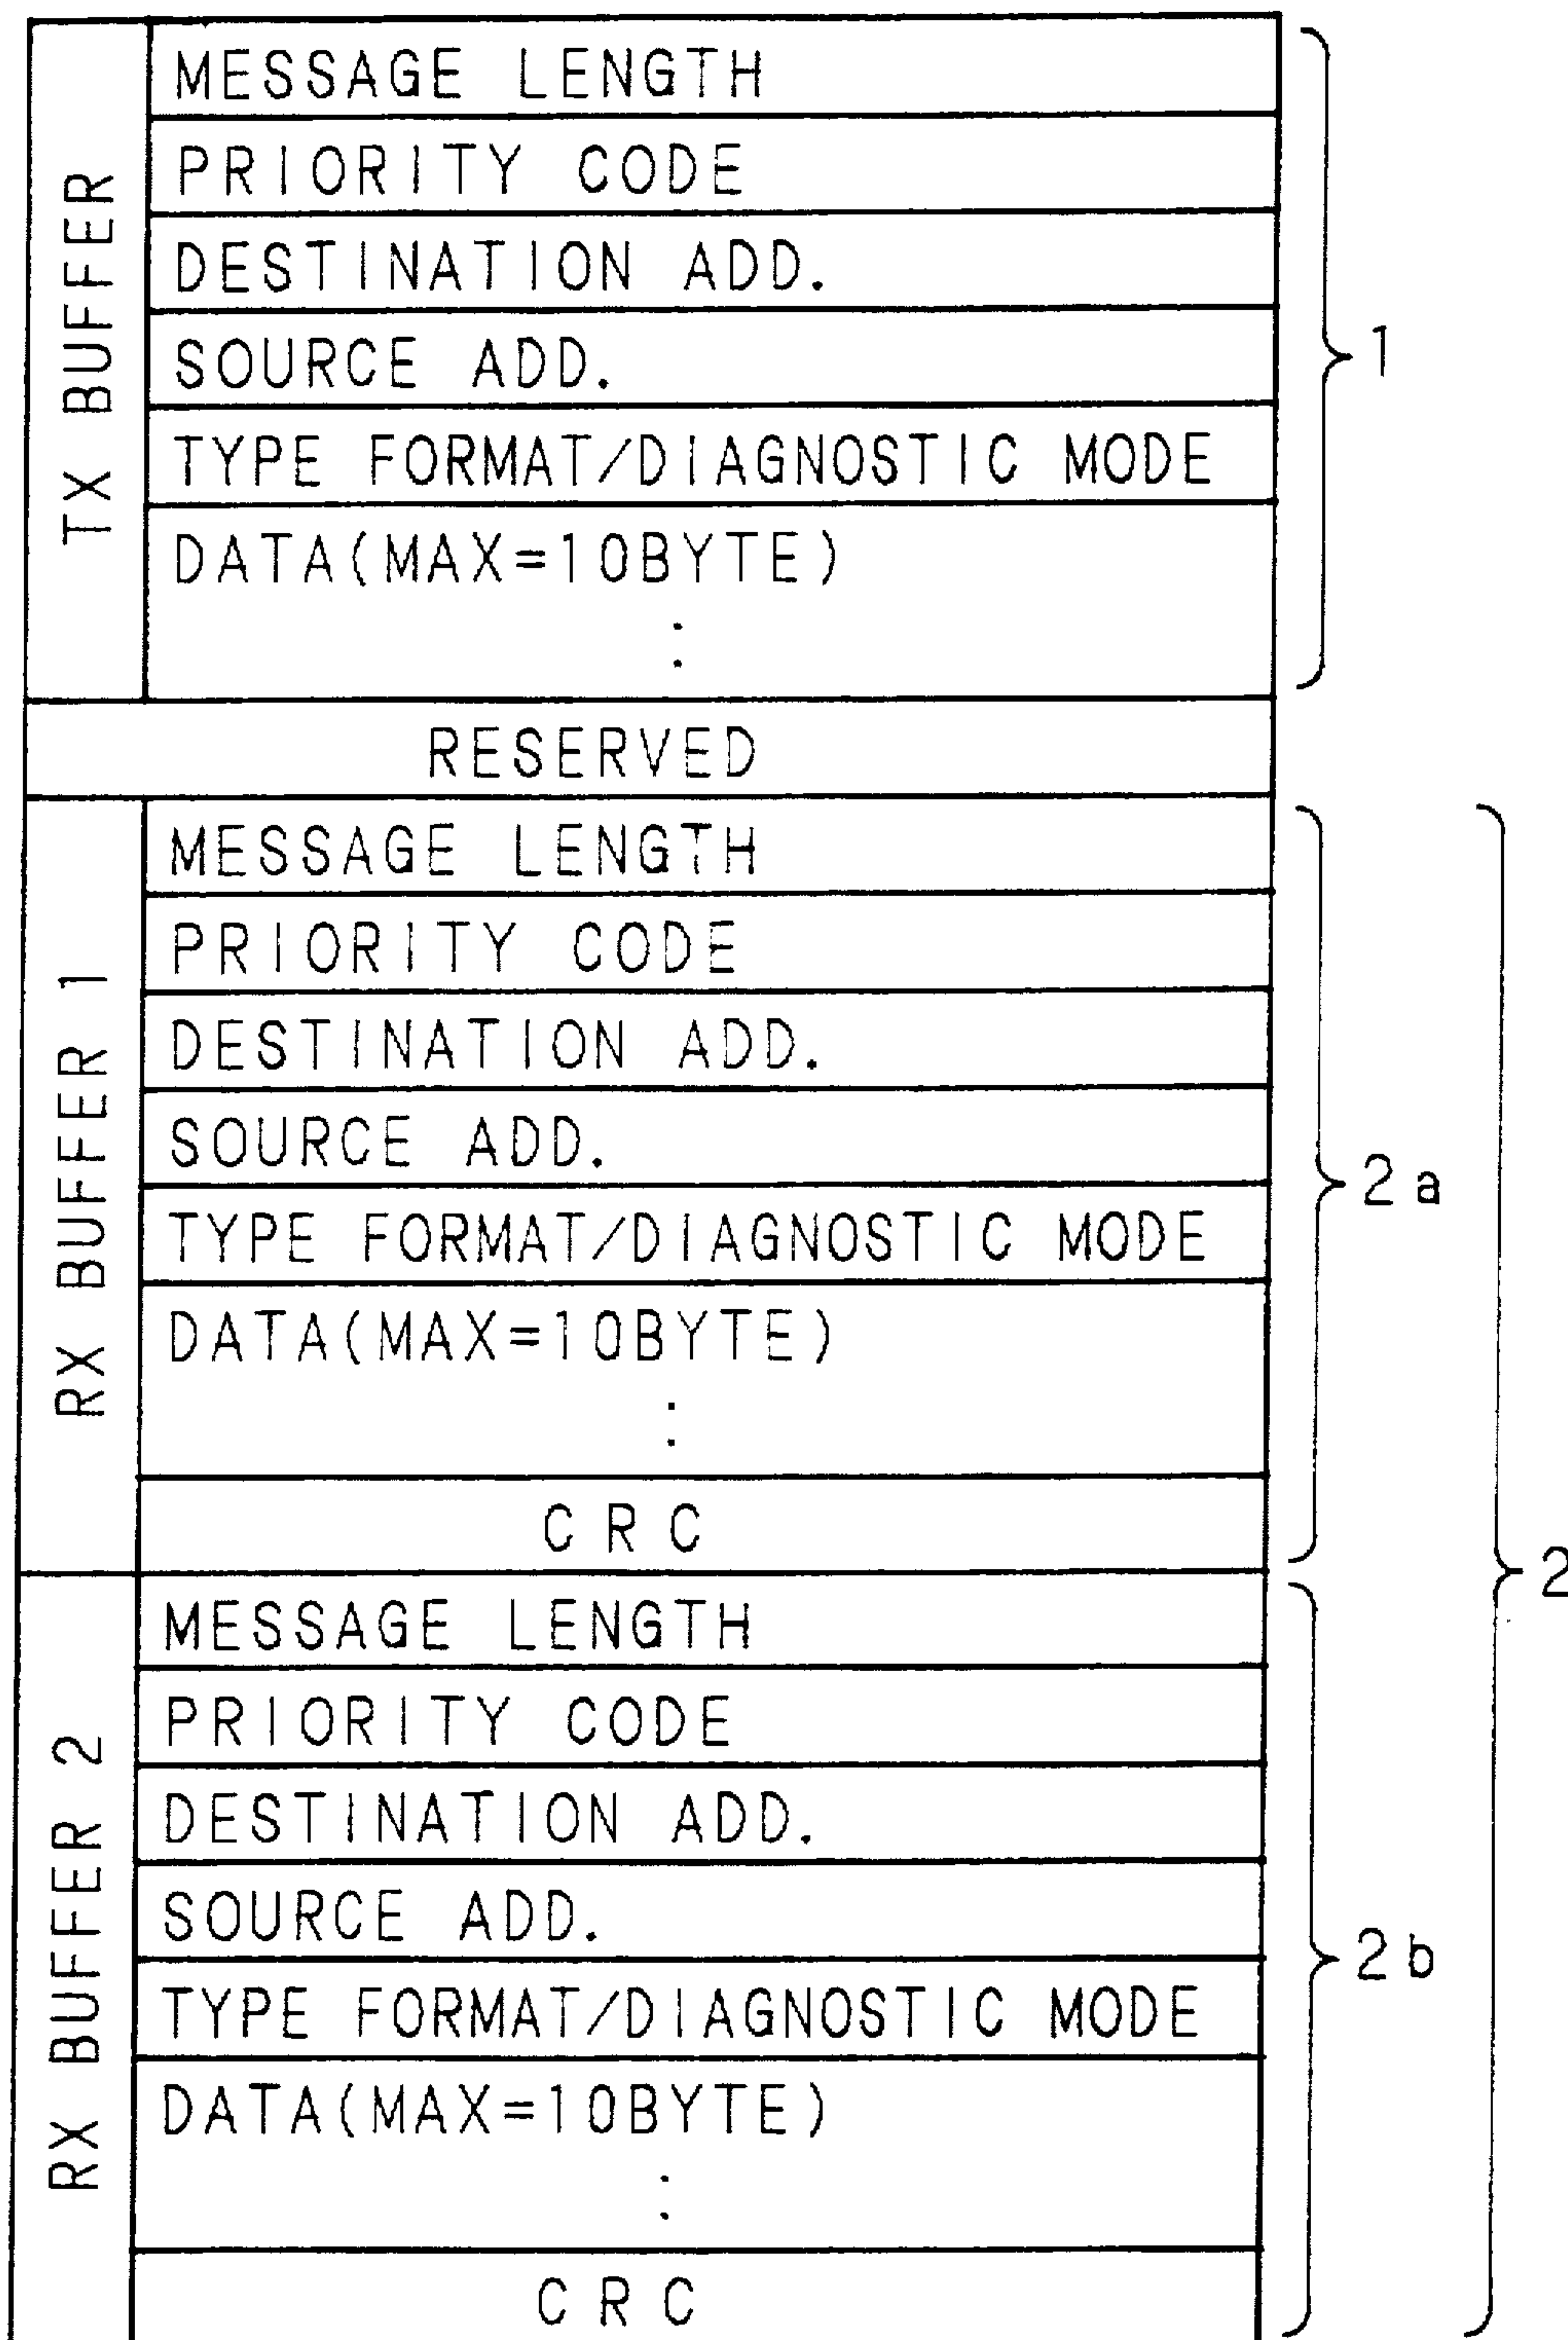 TX BUFFER
MESSAGE LENGTH
PRIORITY CODE
DESTINATION ADD.
SOURCE ADD.
TYPE FORMAT/DIAGNOSTIC MODE
DATA(MAX=10BYTE)
:
1
RESERVED
RX BUFFER 1
MESSAGE LENGTH
PRIORITY CODE
DESTINATION ADD.
SOURCE ADD.
TYPE FORMAT/DIAGNOSTIC MODE
DATA(MAX=10BYTE)
:
CRC
2a
RX BUFFER 2
MESSAGE LENGTH
PRIORITY CODE
DESTINATION ADD.
SOURCE ADD.
TYPE FORMAT/DIAGNOSTIC MODE
DATA(MAX=10BYTE)
:
CRC
2b
2